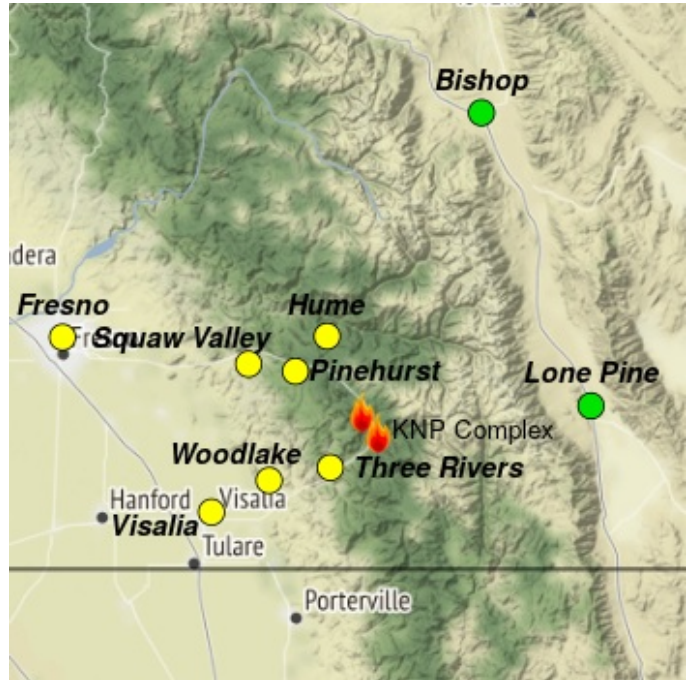 Bishop
dera
Fresno
Hume
Squaw Valley
Pinehurst
Lone Pine
KNP Complex
Woodlake
Three Rivers
Hanford
Visalia
Visalia
Tulare
Porterville